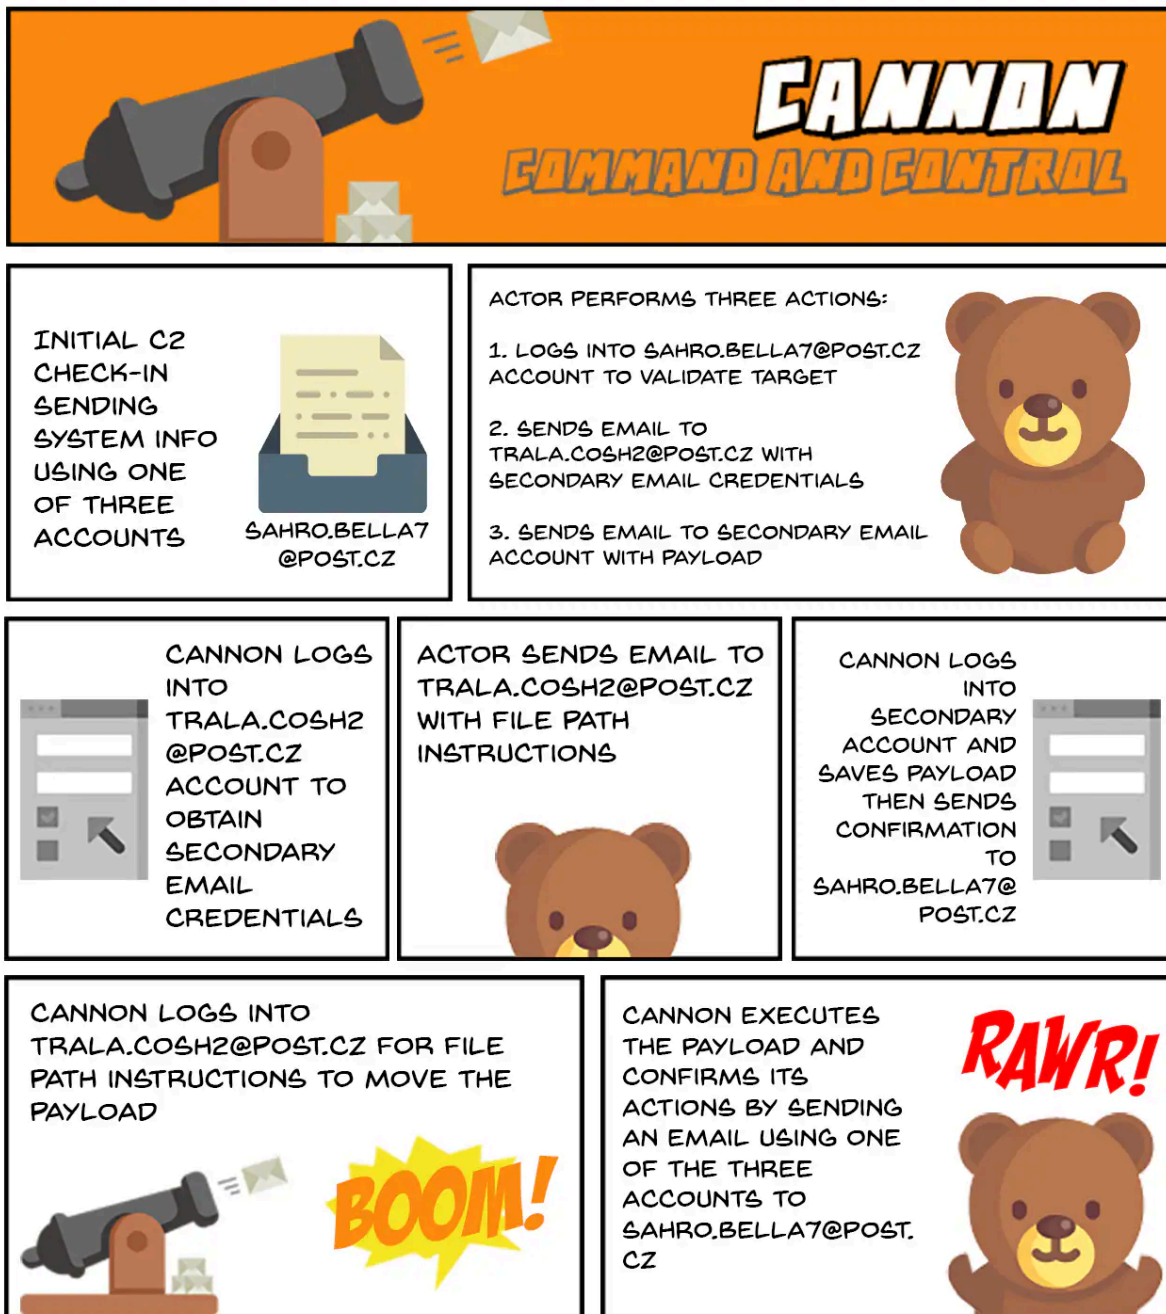 CANNON
COMMAND AND CONTROL
INITIAL C2
CHECK-IN
SENDING
SYSTEM INFO
USING ONE
OF THREE
ACCOUNTS
SAHRO.BELLA7
@POST.CZ
ACTOR PERFORMS THREE ACTIONS:
1. LOGS INTO SAHRO.BELLA7@POST.CZ
ACCOUNT TO VALIDATE TARGET
2. SENDS EMAIL TO
TRALA.COSH2@POST.CZ WITH
SECONDARY EMAIL CREDENTIALS
3. SENDS EMAIL TO SECONDARY EMAIL
ACCOUNT WITH PAYLOAD
CANNON LOGS
INTO
TRALA.COSH2
@POST.CZ
ACCOUNT TO
OBTAIN
SECONDARY
EMAIL
CREDENTIALS
ACTOR SENDS EMAIL TO
TRALA.COSH2@POST.CZ
WITH FILE PATH
INSTRUCTIONS
CANNON LOGS
INTO
SECONDARY
ACCOUNT AND
SAVES PAYLOAD
THEN SENDS
CONFIRMATION
TO
SAHRO.BELLA7@
POST.CZ
CANNON LOGS INTO
TRALA.COSH2@POST.CZ FOR FILE
PATH INSTRUCTIONS TO MOVE THE
PAYLOAD
BOOM!
CANNON EXECUTES
THE PAYLOAD AND
CONFIRMS ITS
ACTIONS BY SENDING
AN EMAIL USING ONE
OF THE THREE
ACCOUNTS TO
SAHRO.BELLA7@POST.
CZ
RAWR!